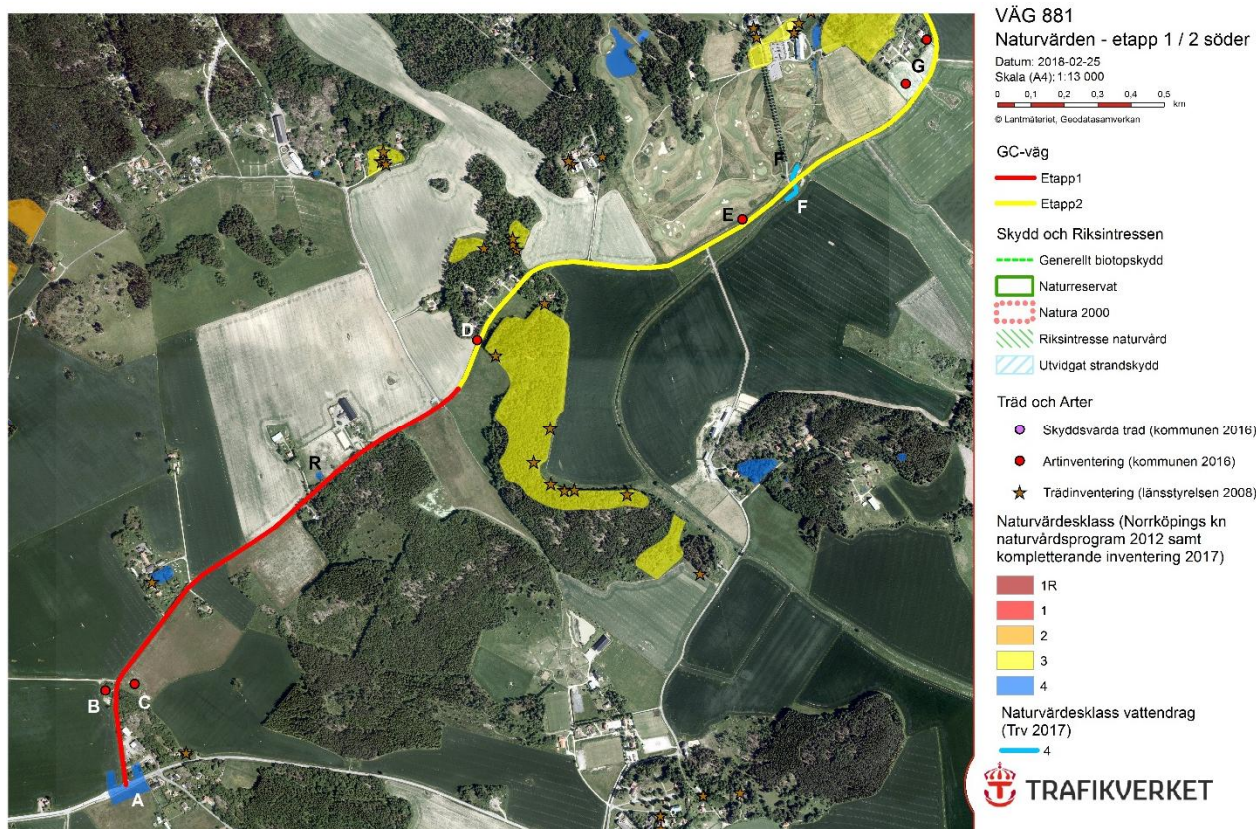 VÄG 881
Naturvärden - etapp 1 / 2 söder
Datum: 2018-02-25
Skala (A4): 1:13 000
0 0,1 0,2 0,3 0,4 0,5
km
© Lantmäteriet, Geodatasamverkan
GC-väg
Etapp1
Etapp2
Skydd och Riksintressen
Generellt biotopskydd
Naturreservat
Natura 2000
Riksintresse naturvård
Utvidgat strandskydd
Träd och Arter
Skyddsvärda träd (kommunen 2016)
Artinventering (kommunen 2016)
Trädinventering (länsstyrelsen 2008)
Naturvärdesklass (Norrköpings kn
naturvårdsprogram 2012 samt
kompletterande inventering 2017)
1R
1
2
3
4
Naturvärdesklass vattendrag
(Trv 2017)
4
TRAFIKVERKET
G
F
F
E
D
R
B
C
A